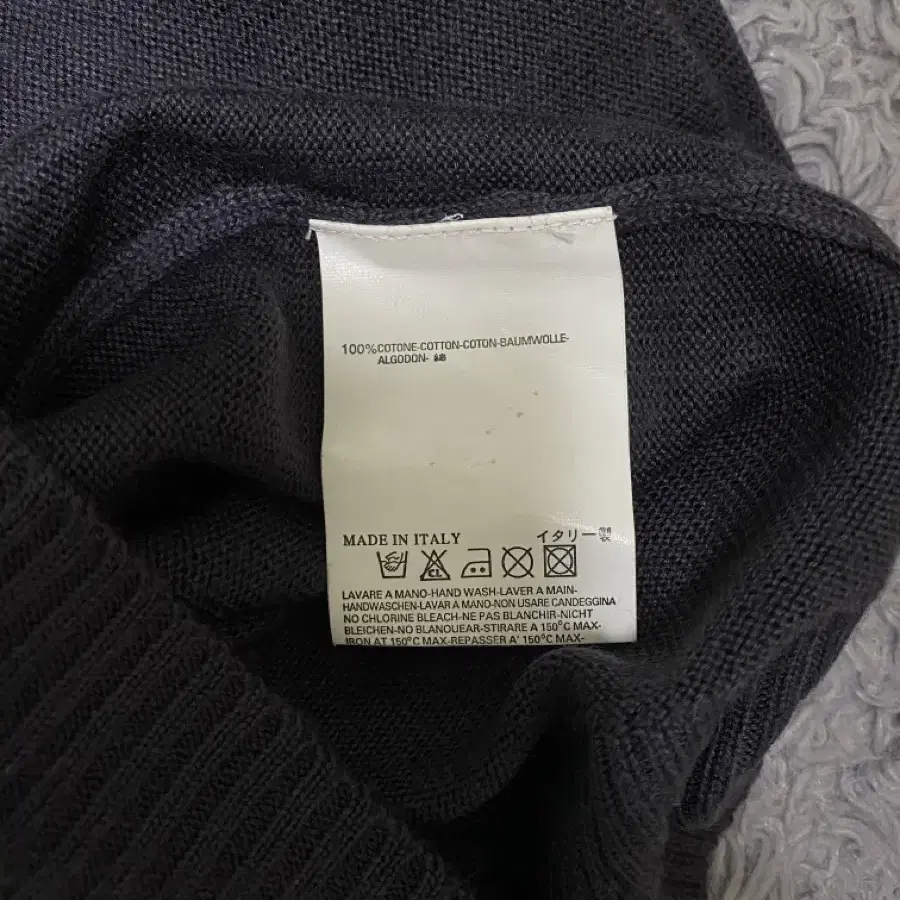 100%COTONE-COTTON-COTON-BAUMWOLLE-
ALGODON-
MADE IN ITALY イタリー製
CL
LAVARE A MANO-HAND WASH-LAVER A MAIN-
HANDWASCHEN-LAVAR A MANO-NON USARE CANDEGGINA
NO CHLORINE BLEACH-NE PAS BLANCHIR-NICHT
BLEICHEN-NO BLANQUEAR-STIRARE A 150°C MAX-
IRON AT 150°C MAX-REPASSER A' 150°C MAX-